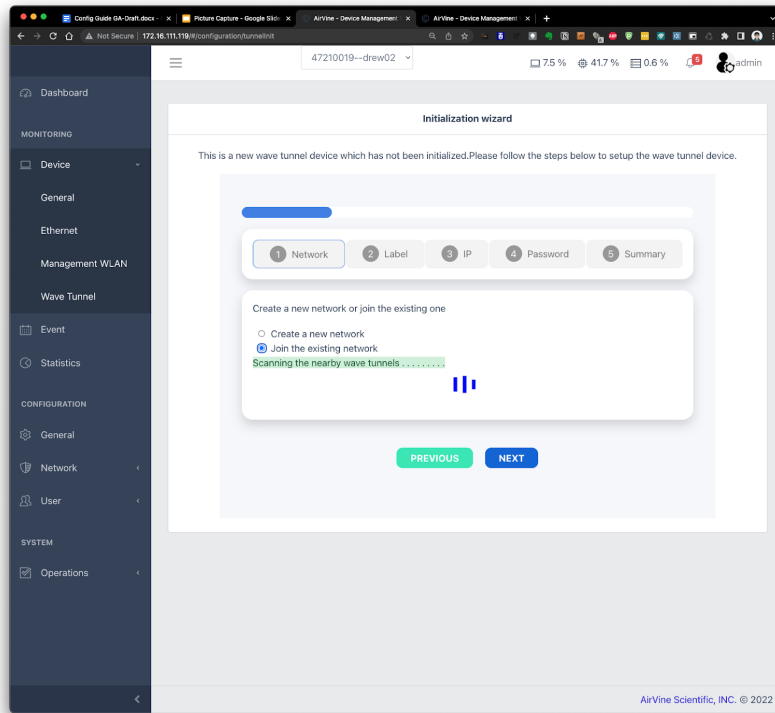 Config Guide GA-Draft.docx -
Picture Capture - Google Slide
AirVine - Device Management
AirVine - Device Management
Not Secure | 172.16.111.119/#/configuration/tunnelinit
47210019--drew02
7.5 %
41.7 %
0.6 %
5
admin
Dashboard
MONITORING
Device
General
Ethernet
Management WLAN
Wave Tunnel
Event
Statistics
CONFIGURATION
General
Network
User
SYSTEM
Operations
Initialization wizard
This is a new wave tunnel device which has not been initialized.Please follow the steps below to setup the wave tunnel device.
1 Network
2 Label
3 IP
4 Password
5 Summary
Create a new network or join the existing one
Create a new network
Join the existing network
Scanning the nearby wave tunnels . . . . . . . . .
PREVIOUS
NEXT
AirVine Scientific, INC. © 2022